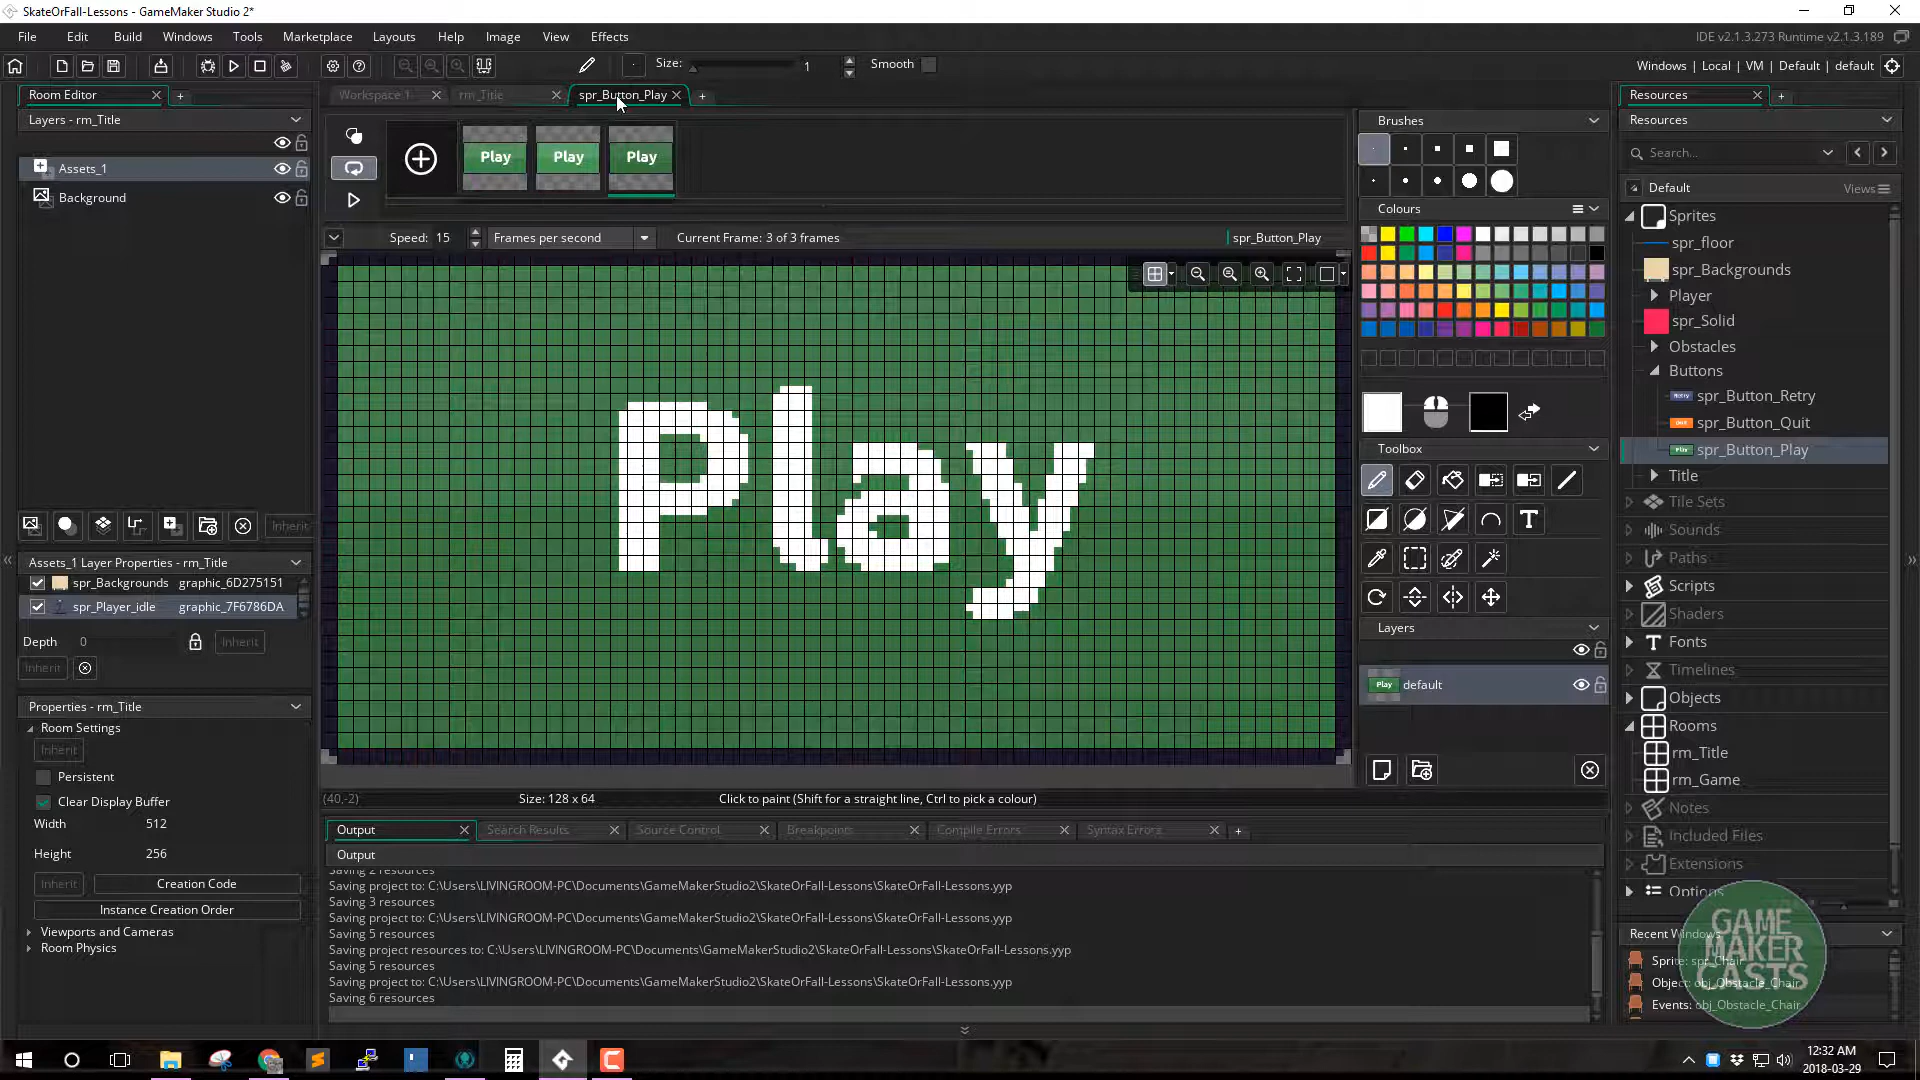 SkateOrFall-Lessons - GameMaker Studio 2*
File Edit Build Windows Tools Marketplace Layouts Help Image View Effects
IDE v2.1.3.273 Runtime v2.1.3.189
Size: 1 Smooth
Windows | Local | VM | Default | default
Room Editor
Layers - rm_Title
Assets_1
Background
Assets_1 Layer Properties - rm_Title
spr_Backgrounds graphic_6D275151
spr_Player_idle graphic_7F6786DA
Depth 0 Inherit
Inherit
Properties - rm_Title
Room Settings
Inherit
Persistent
Clear Display Buffer
Width 512
Height 256
Inherit Creation Code
Instance Creation Order
Viewports and Cameras
Room Physics
Inherit
Workspace 1 rm_Title spr_Button_Play
Play Play Play
Speed: 15 Frames per second Current Frame: 3 of 3 frames spr_Button_Play
Play
(40,-2) Size: 128 x 64 Click to paint (Shift for a straight line, Ctrl to pick a colour)
Output Search Results Source Control Breakpoints Compile Errors Syntax Errors
Output
Saving 2 resources
Saving project to: C:\Users\LIVINGROOM-PC\Documents\GameMakerStudio2\SkateOrFall-Lessons\SkateOrFall-Lessons.yyp
Saving 3 resources
Saving project to: C:\Users\LIVINGROOM-PC\Documents\GameMakerStudio2\SkateOrFall-Lessons\SkateOrFall-Lessons.yyp
Saving 5 resources
Saving project resources to: C:\Users\LIVINGROOM-PC\Documents\GameMakerStudio2\SkateOrFall-Lessons\SkateOrFall-Lessons.yyp
Saving 5 resources
Saving project to: C:\Users\LIVINGROOM-PC\Documents\GameMakerStudio2\SkateOrFall-Lessons\SkateOrFall-Lessons.yyp
Saving 6 resources
Brushes
Colours
Toolbox
T
Layers
Play default
Resources
Resources
Search...
Default Views
Sprites
spr_floor
spr_Backgrounds
Player
spr_Solid
Obstacles
Buttons
spr_Button_Retry
spr_Button_Quit
spr_Button_Play
Title
Tile Sets
Sounds
Paths
Scripts
Shaders
Fonts
Timelines
Objects
Rooms
rm_Title
rm_Game
Notes
Included Files
Extensions
Options
Recent Windows
Sprite: spr_Chair
Object: obj_Obstacle_Chair
Events: obj_Obstacle_Chair
GAME
MAKER
CASTS
12:32 AM
2018-03-29